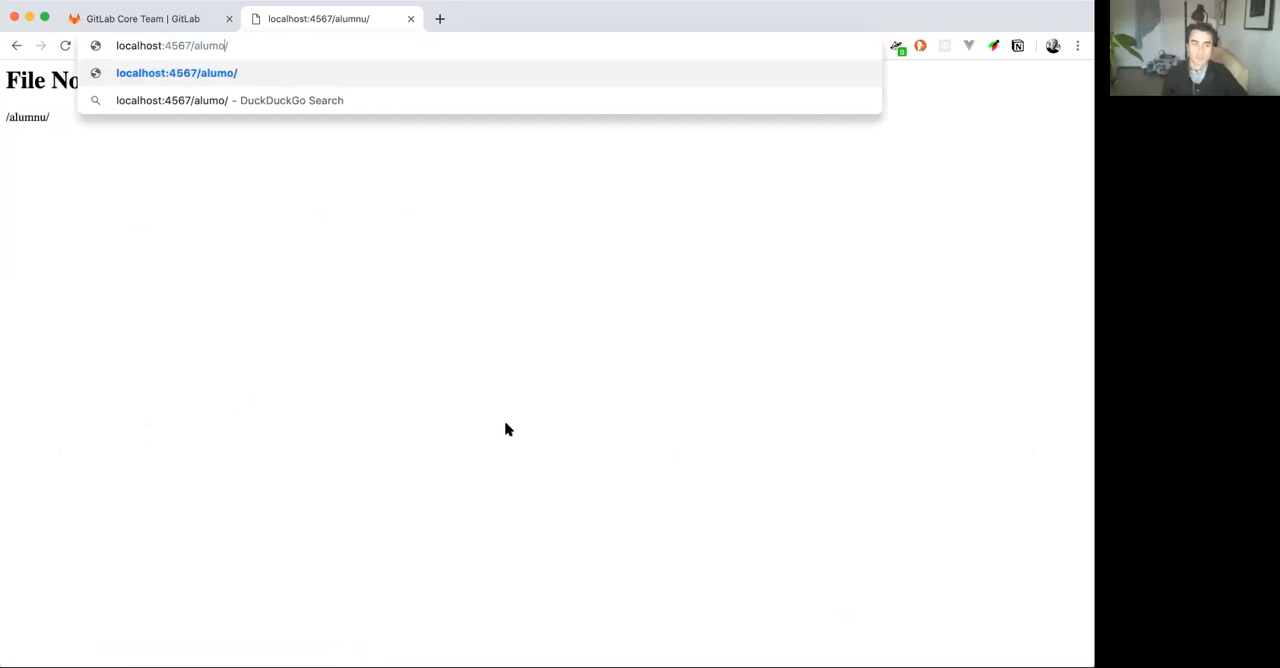 GitLab Core Team | GitLab
localhost:4567/alumnu/
localhost:4567/alumo/
localhost:4567/alumo/
localhost:4567/alumo/ - DuckDuckGo Search
File No
/alumnu/
0